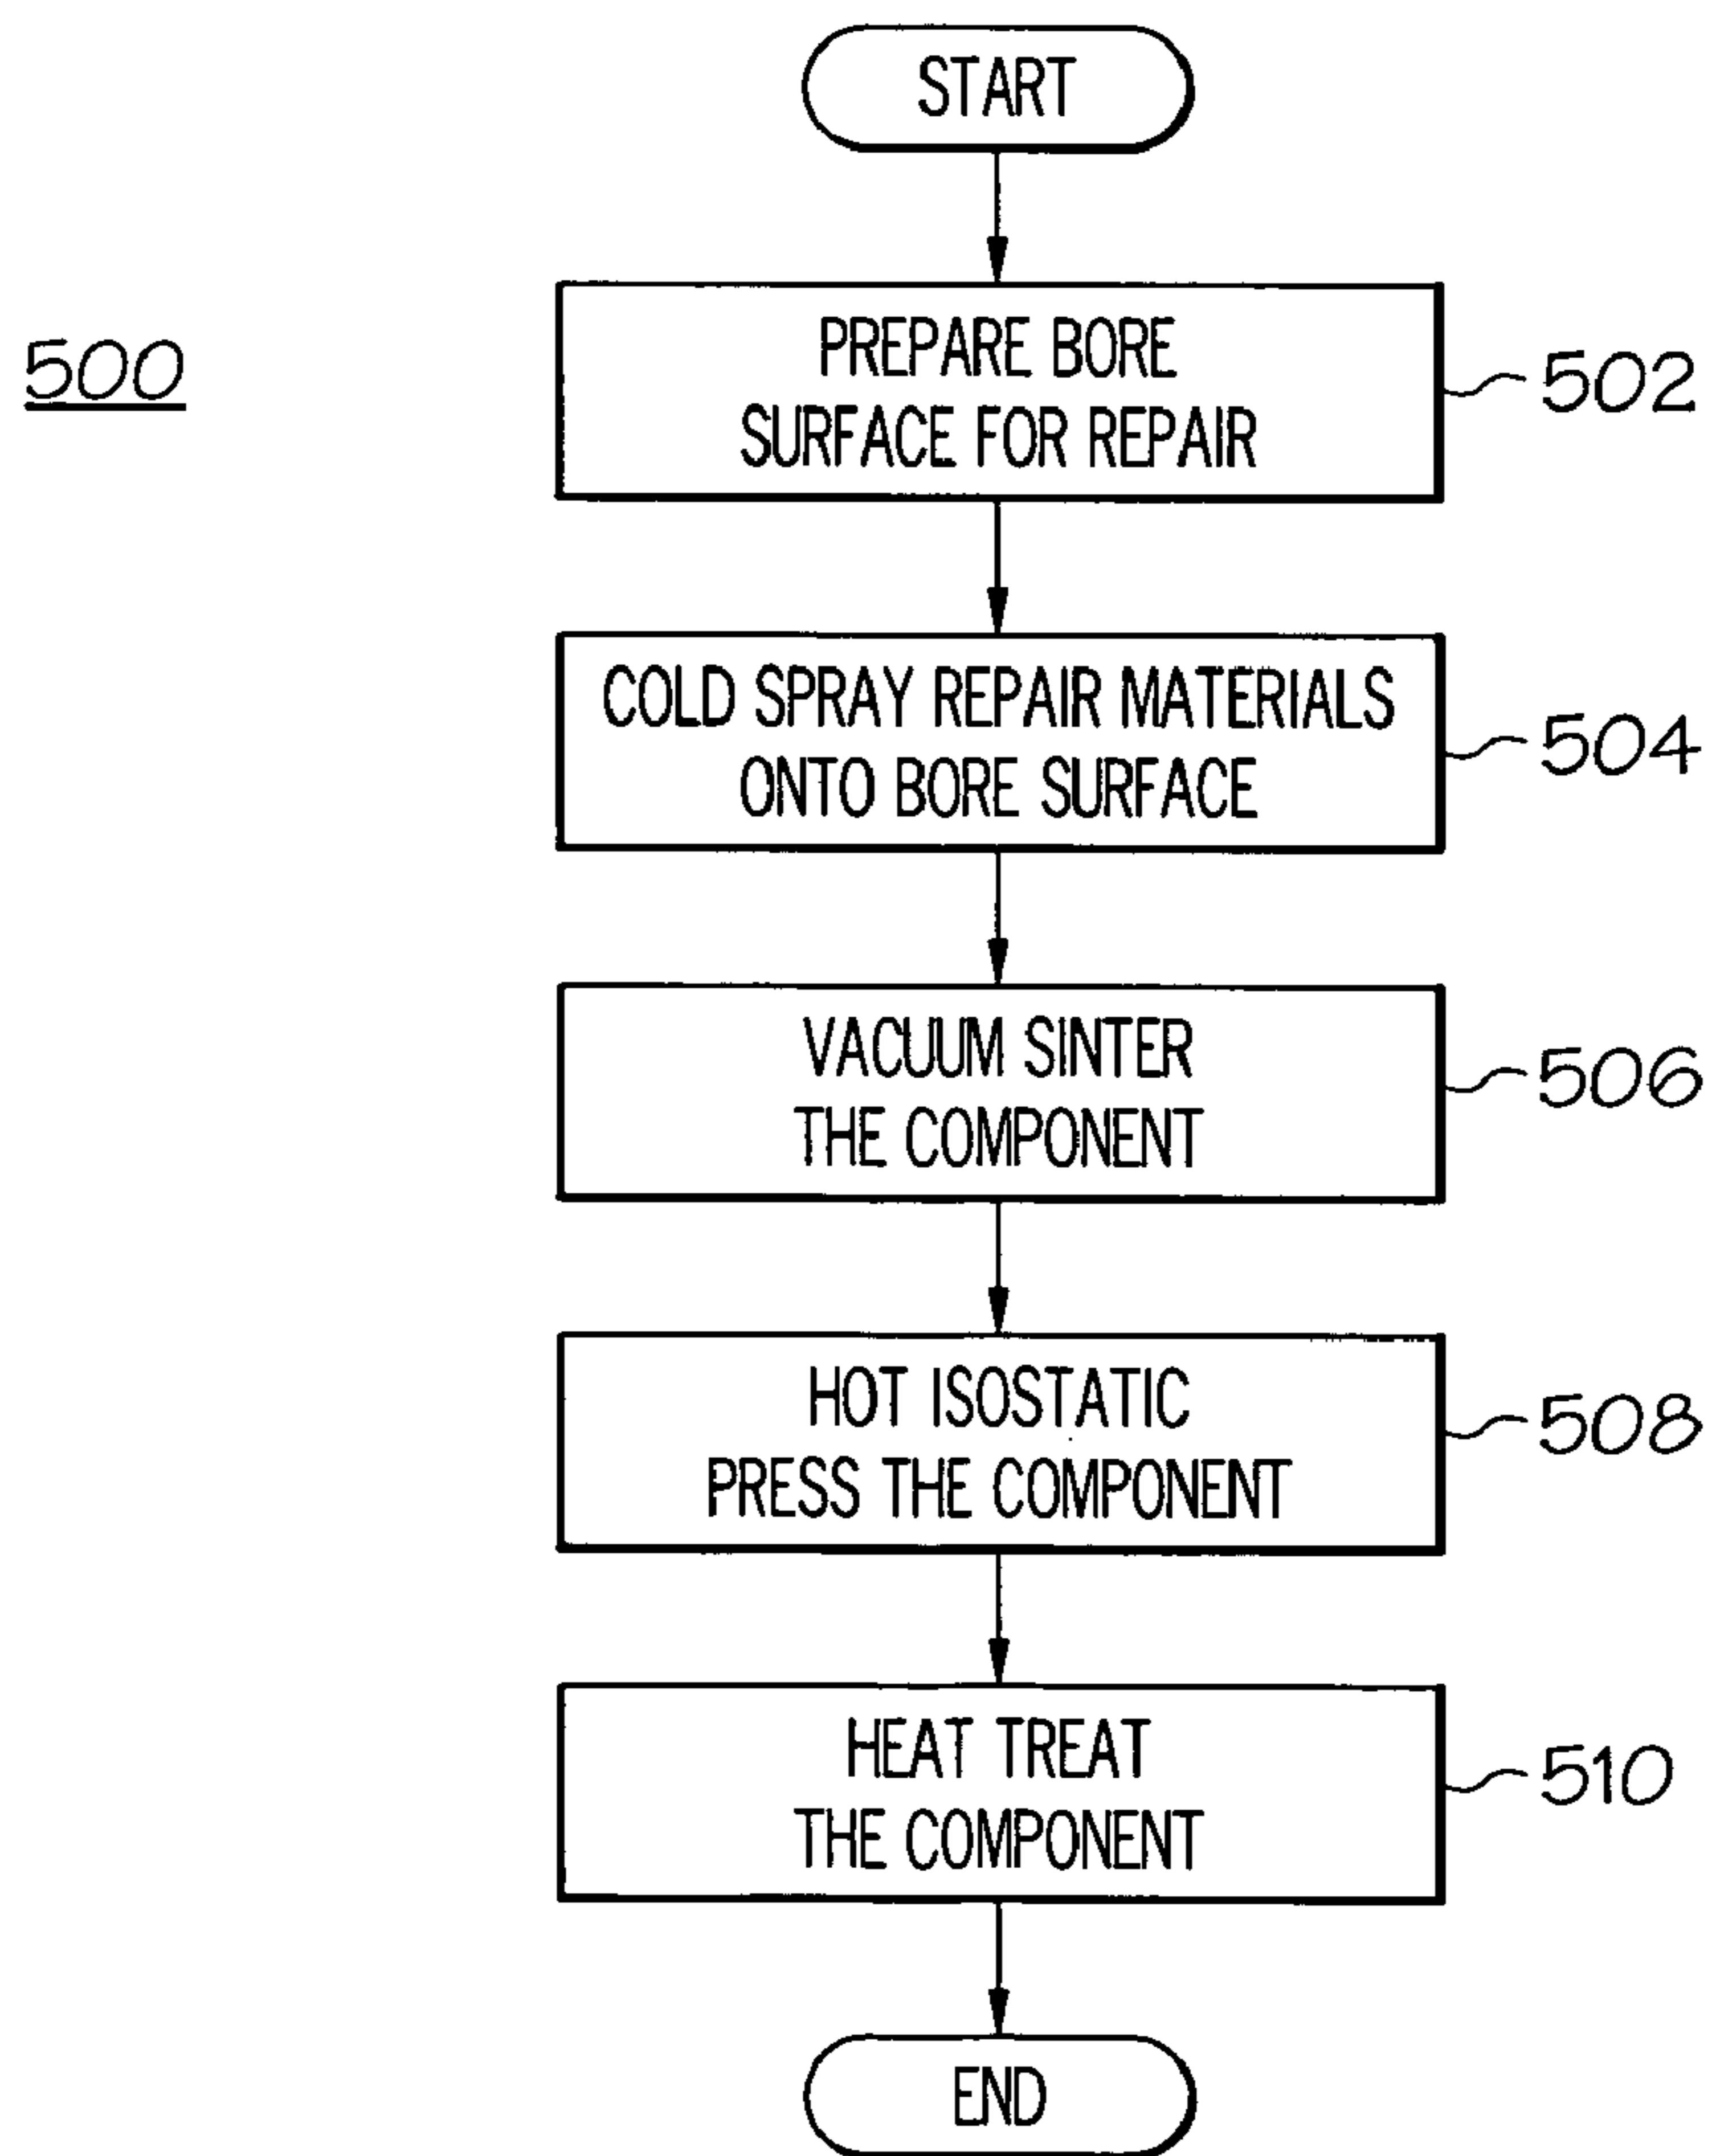 START
500
PREPARE BORE
SURFACE FOR REPAIR
502
COLD SPRAY REPAIR MATERIALS
ONTO BORE SURFACE
504
VACUUM SINTER
THE COMPONENT
506
HOT ISOSTATIC
PRESS THE COMPONENT
508
HEAT TREAT
THE COMPONENT
510
END